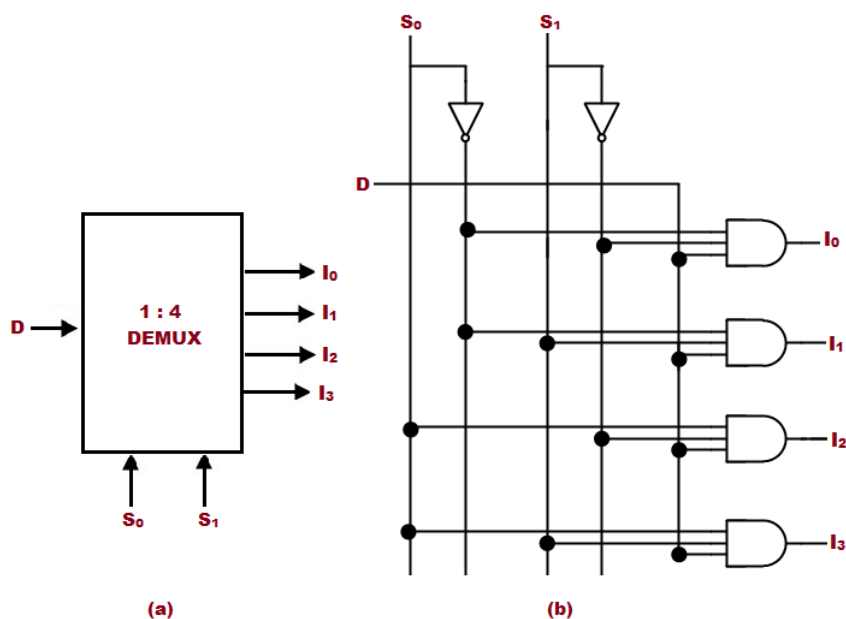 D
1 : 4
DEMUX
I₀
I₁
I₂
I₃
S₀ S₁
(a)
S₀ S₁
D
I₀
I₁
I₂
I₃
(b)